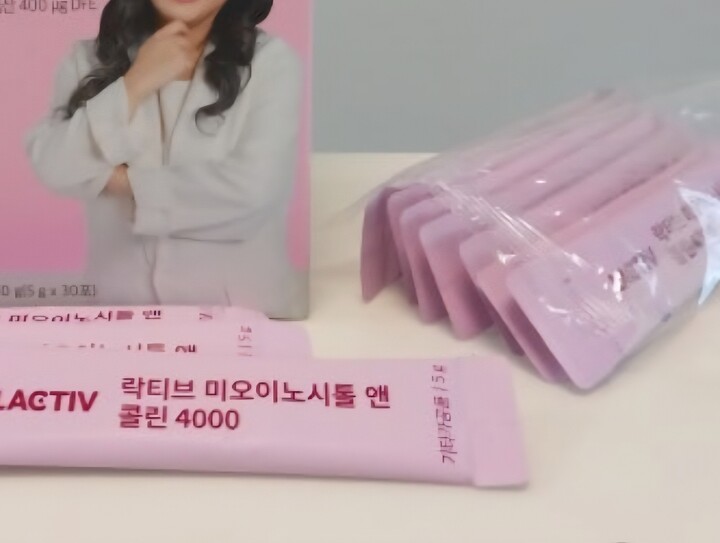 400 µg DFE
(5 g x 30포)
미오이노시톨 앤
LACTIV 락티브 미오이노시톨 앤
콜린 4000
기타가공품 / 5 g